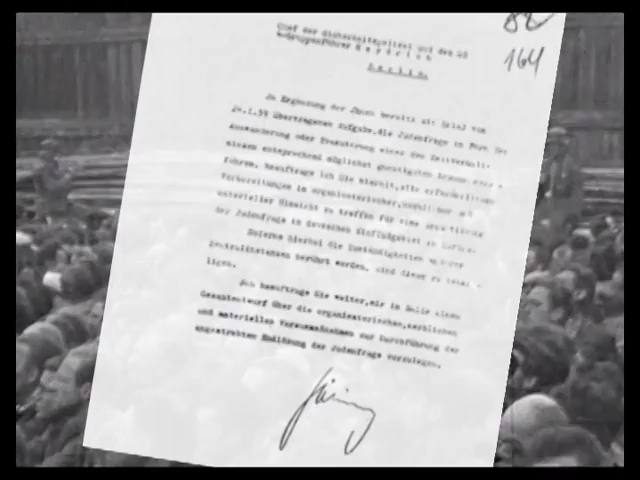 82
164
Chef der Sicherheitspolizei und des SD
Gruppenführer Heydrich
Berlin.
In Ergänzung der Ihnen bereits mit Erlaß vom
24.1.39 übertragenen Aufgabe, die Judenfrage in Form der
Auswanderung oder Evakuierung einer den Zeitverhält-
nissen entsprechend möglichst günstigsten Lösung zuzu-
führen, beauftrage ich Sie hiermit, alle erforderlichen
Vorbereitungen in organisatorischer, und
materieller Hinsicht zu treffen für eine
der Judenfrage im deutschen Einflußgebiet in Europa.
Sofern hierbei die Zuständigkeiten anderer
Zentralinstanzen berührt werden, sind diese zu betei-
ligen.
Ich beauftrage Sie weiter, mir in Bälde einen
Gesamtentwurf über die organisatorischen, sachlichen
und materiellen Vorausmaßnahmen zur Durchführung der
angestrebten Endlösung der Judenfrage vorzulegen.
Göring